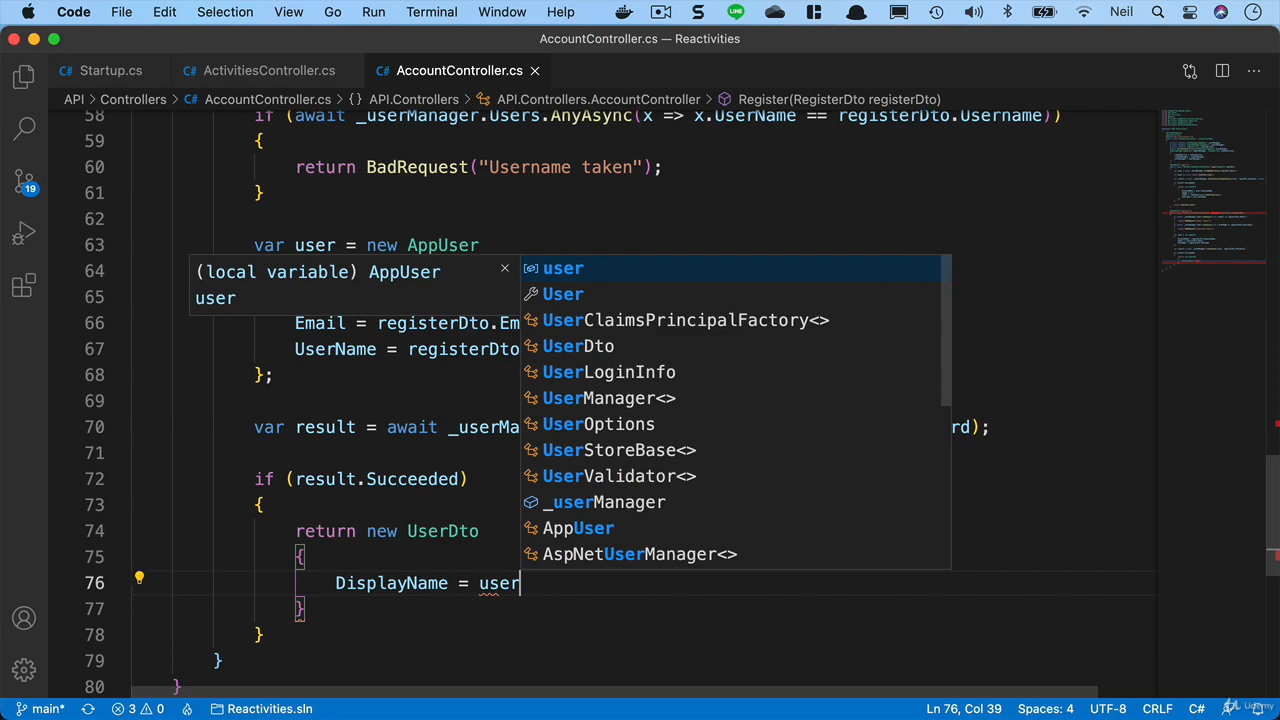 Code File Edit Selection View Go Run Terminal Window Help Neil
AccountController.cs — Reactivities
C# Startup.cs C# ActivitiesController.cs C# AccountController.cs
API > Controllers > C# AccountController.cs > {} API.Controllers > API.Controllers.AccountController > Register(RegisterDto registerDto)
58 if (await _userManager.Users.AnyAsync(x => x.UserName == registerDto.Username))
59 {
60 return BadRequest("Username taken");
61 }
62
63 var user = new AppUser
64
65
66 Email = registerDto.Em
67 UserName = registerDto
68 };
69
70 var result = await _userMa rd);
71
72 if (result.Succeeded)
73 {
74 return new UserDto
75 {
76 DisplayName = user
77 }
78 }
79 }
80 }
(local variable) AppUser
user
user
User
UserClaimsPrincipalFactory<>
UserDto
UserLoginInfo
UserManager<>
UserOptions
UserStoreBase<>
UserValidator<>
_userManager
AppUser
AspNetUserManager<>
19
main* 3 0 Reactivities.sln Ln 76, Col 39 Spaces: 4 UTF-8 CRLF C#
Udemy